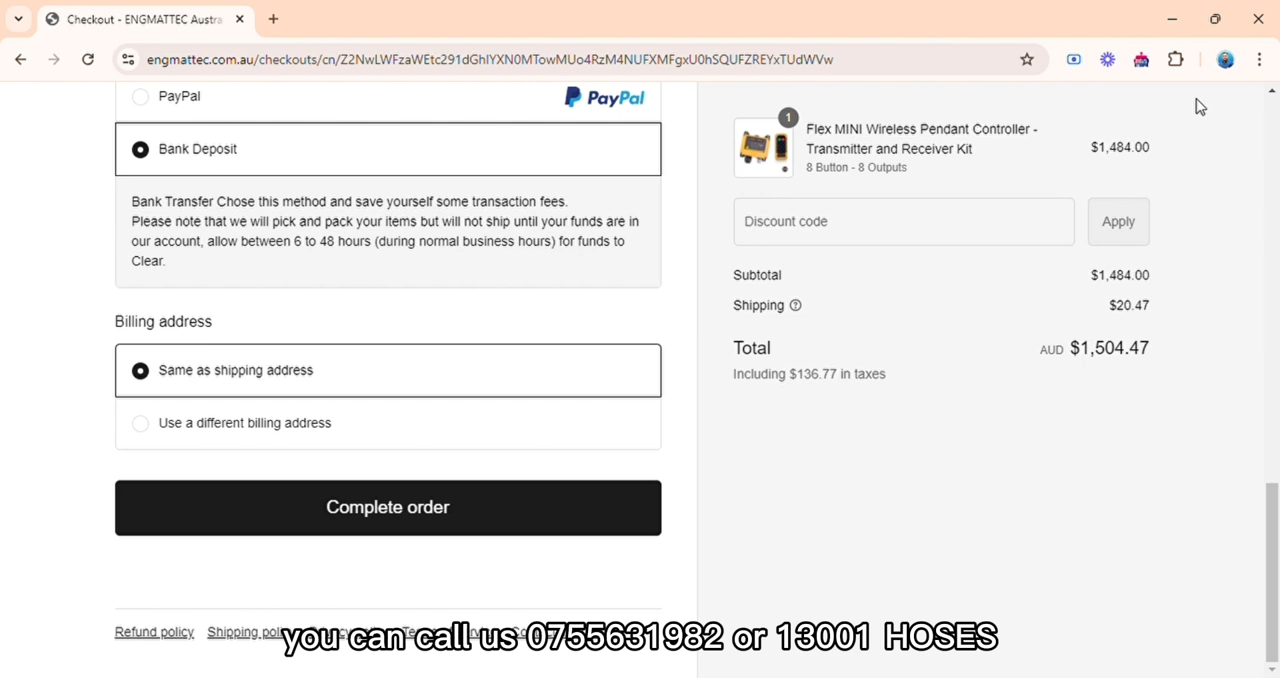 Checkout - ENGMATTEC Austra
engmattec.com.au/checkouts/cn/Z2NwLWFzaWEtc291dGhlYXN0MTowMUo4RzM4NUFXMFgxU0hSQUFZREYxTUdWVw
PayPal
PayPal
Bank Deposit
Bank Transfer Chose this method and save yourself some transaction fees.
Please note that we will pick and pack your items but will not ship until your funds are in
our account, allow between 6 to 48 hours (during normal business hours) for funds to
Clear.
Billing address
Same as shipping address
Use a different billing address
Complete order
Refund policy Shipping
1
Flex MINI Wireless Pendant Controller -
Transmitter and Receiver Kit
8 Button - 8 Outputs
$1,484.00
Discount code
Apply
Subtotal $1,484.00
Shipping $20.47
Total AUD $1,504.47
Including $136.77 in taxes
you can call us 0755631982 or 13001 HOSES